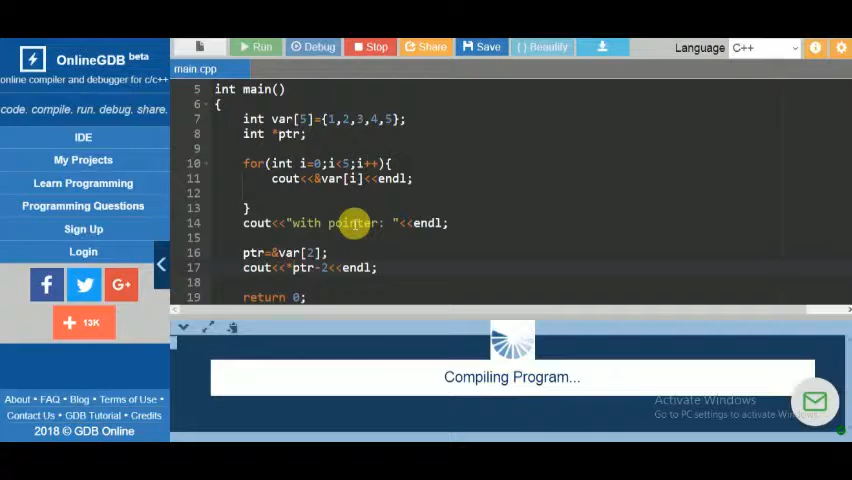 OnlineGDB beta
online compiler and debugger for c/c++
code. compile. run. debug. share.
IDE
My Projects
Learn Programming
Programming Questions
Sign Up
Login
f
G+
+ 13K
About • FAQ • Blog • Terms of Use •
Contact Us • GDB Tutorial • Credits
2018 © GDB Online
Run Debug Stop Share Save { } Beautify Language C++
main.cpp
5 int main()
6 {
7 int var[5]={1,2,3,4,5};
8 int *ptr;
9
10 for(int i=0;i<5;i++){
11 cout<<&var[i]<<endl;
12
13 }
14 cout<<"with pointer: "<<endl;
15
16 ptr=&var[2];
17 cout<<*ptr-2<<endl;
18
19 return 0;
Compiling Program...
Activate Windows
Go to PC settings to activate Windows.